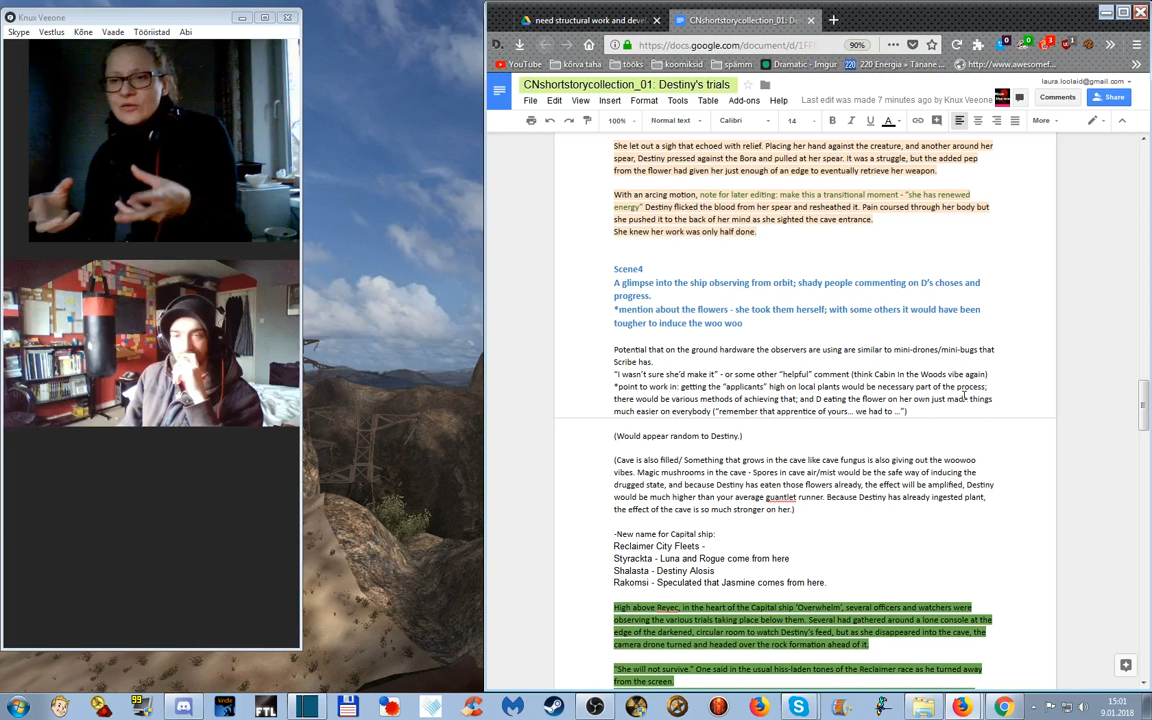 Knux Veeone
Skype Vestlus Kõne Vaade Tööriistad Abi
need structural work and deve
CNshortstorycollection_01: De
https://docs.google.com/document/d/1FF
90%
YouTube kõrva taha tööks koomiksid spämm Dramatic - Imgur 220 Energia » Tänane http://www.awesomef
CNshortstorycollection_01: Destiny's trials
laura.loolaid@gmail.com
File Edit View Insert Format Tools Table Add-ons Help Last edit was made 7 minutes ago by Knux Veeone
Comments Share
100% Normal text Calibri 14 B I U A More
She let out a sigh that echoed with relief. Placing her hand against the creature, and another around her
spear, Destiny pressed against the Bora and pulled at her spear. It was a struggle, but the added pep
from the flower had given her just enough of an edge to eventually retrieve her weapon.
With an arcing motion, note for later editing: make this a transitional moment - "she has renewed
energy" Destiny flicked the blood from her spear and resheathed it. Pain coursed through her body but
she pushed it to the back of her mind as she sighted the cave entrance.
She knew her work was only half done.
Scene4
A glimpse into the ship observing from orbit; shady people commenting on D's choses and
progress.
*mention about the flowers - she took them herself; with some others it would have been
tougher to induce the woo woo
Potential that on the ground hardware the observers are using are similar to mini-drones/mini-bugs that
Scribe has.
"I wasn't sure she'd make it" - or some other "helpful" comment (think Cabin In the Woods vibe again)
*point to work in: getting the "applicants" high on local plants would be necessary part of the process;
there would be various methods of achieving that; and D eating the flower on her own just made things
much easier on everybody ("remember that apprentice of yours... we had to ...")
(Would appear random to Destiny.)
(Cave is also filled/ Something that grows in the cave like cave fungus is also giving out the woowoo
vibes. Magic mushrooms in the cave - Spores in cave air/mist would be the safe way of inducing the
drugged state, and because Destiny has eaten those flowers already, the effect will be amplified, Destiny
would be much higher than your average guantlet runner. Because Destiny has already ingested plant,
the effect of the cave is so much stronger on her.)
-New name for Capital ship:
Reclaimer City Fleets -
Styrackta - Luna and Rogue come from here
Shalasta - Destiny Alosis
Rakomsi - Speculated that Jasmine comes from here.
High above Reyec, in the heart of the Capital ship 'Overwhelm', several officers and watchers were
observing the various trials taking place below them. Several had gathered around a lone console at the
edge of the darkened, circular room to watch Destiny's feed, but as she disappeared into the cave, the
camera drone turned and headed over the rock formation ahead of it.
"She will not survive." One said in the usual hiss-laden tones of the Reclaimer race as he turned away
from the screen.
99
kindle
FTL
15:01
9.01.2018